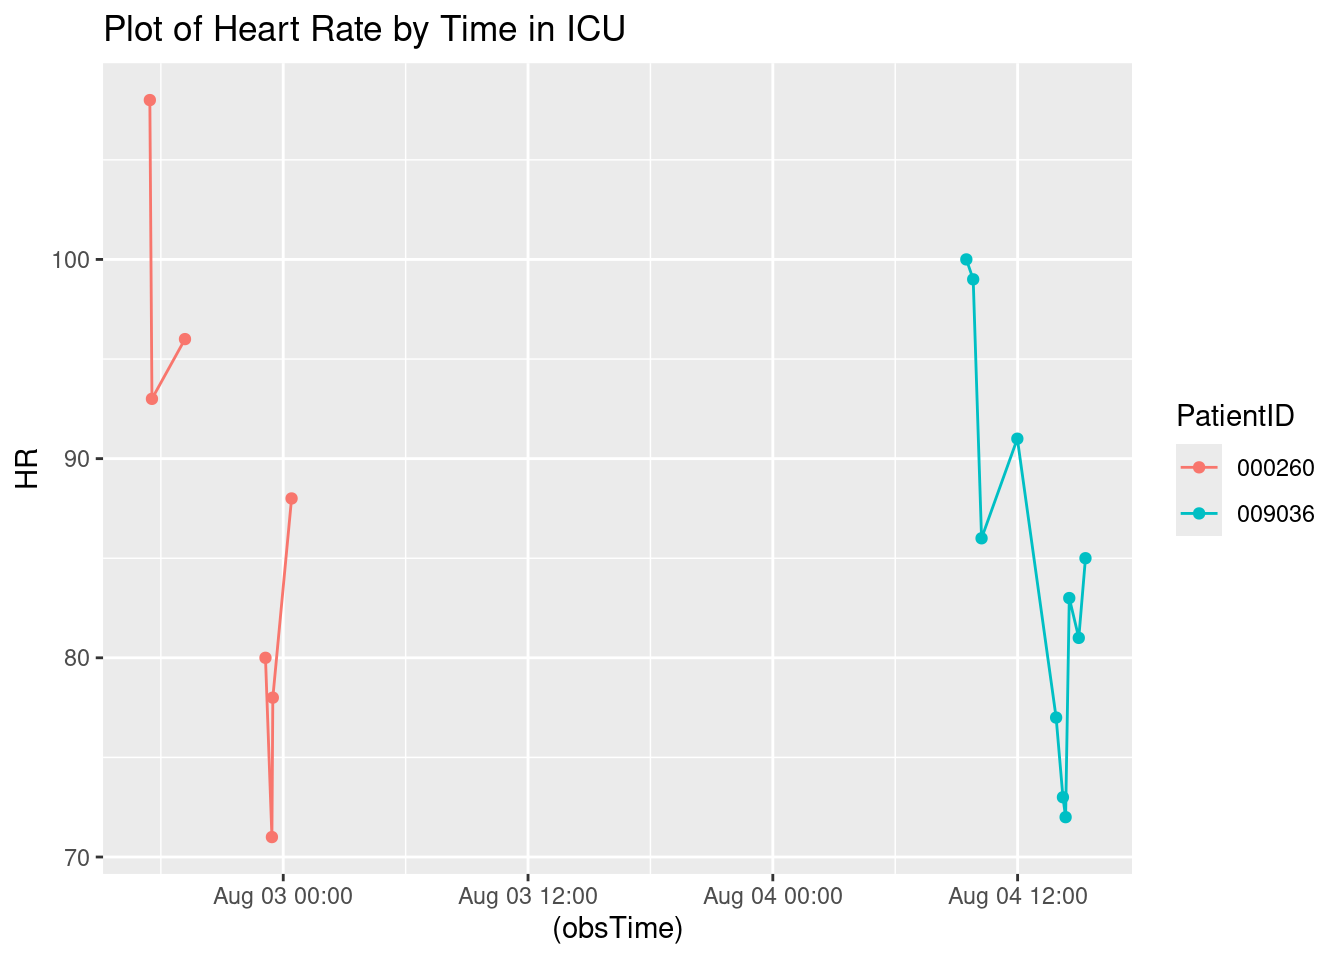 Plot of Heart Rate by Time in ICU
HR
100
90
80
70
Aug 03 00:00 Aug 03 12:00 Aug 04 00:00 Aug 04 12:00
(obsTime)
PatientID
000260
009036